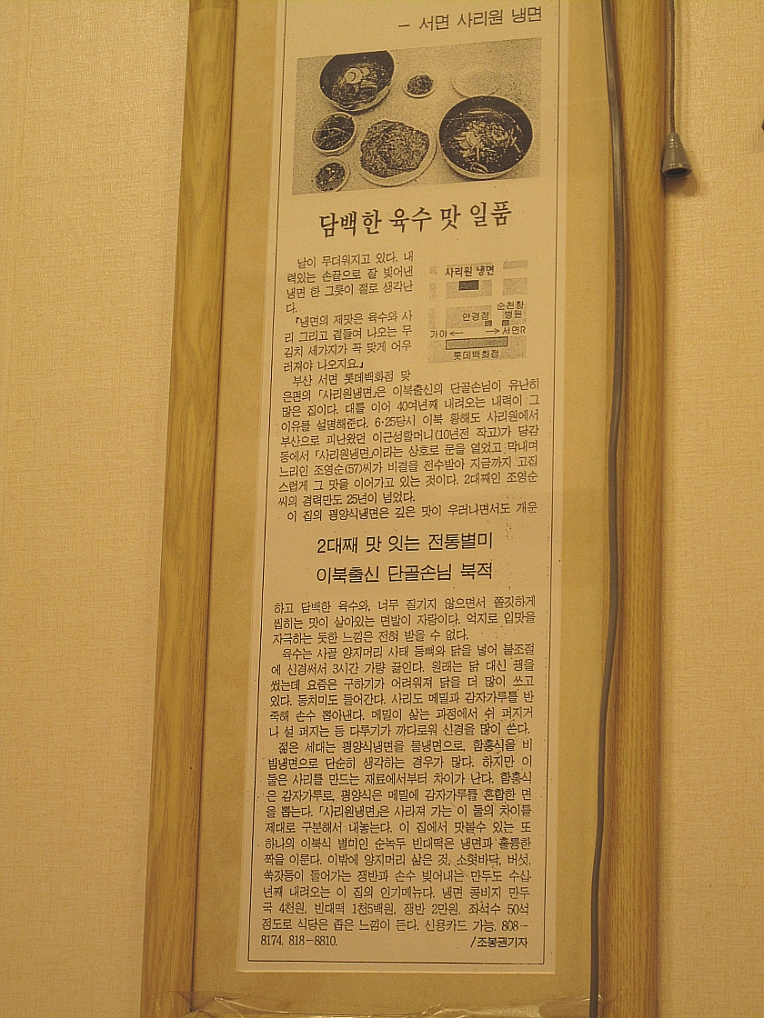 – 서면 사리원 냉면
담백한 육수 맛 일품
날이 무더워지고 있다. 내
력있는 손끝으로 잘 빚어낸
냉면 한 그릇이 절로 생각난
다.
「냉면의 제맛은 육수와 사
리 그리고 곁들여 나오는 무
김치 세가지가 꼭 맞게 어우
러져야 나오지요.」
부산 서면 롯데백화점 맞
사리원 냉면
순천향
안경점 병원
가야← →서면R
롯데백화점
은편의 「사리원냉면」은 이북출신의 단골손님이 유난히
많은 집이다. 대를 이어 40여년째 내려오는 내력이 그
이유를 설명해준다. 6·25당시 이북 황해도 사리원에서
부산으로 피난왔던 이근성할머니(10년전 작고)가 당감
동에서 「사리원냉면」이라는 상호로 문을 열었고 막내며
느리인 조영순(57)씨가 비결을 전수받아 지금까지 고집
스럽게 그 맛을 이어가고 있는 것이다. 2대째인 조영순
씨의 경력만도 25년이 넘었다.
이 집의 평양식냉면은 깊은 맛이 우러나면서도 개운
2대째 맛 잇는 전통별미
이북출신 단골손님 북적
하고 담백한 육수와, 너무 질기지 않으면서 쫄깃하게
씹히는 맛이 살아있는 면발이 자랑이다. 억지로 입맛을
자극하는 듯한 느낌은 전혀 받을 수 없다.
육수는 사골 양지머리 사태 등뼈와 닭을 넣어 불조절
에 신경써서 3시간 가량 끓인다. 원래는 닭 대신 꿩을
썼는데 요즘은 구하기가 어려워져 닭을 더 많이 쓰고
있다. 동치미도 들어간다. 사리도 메밀과 감자가루를 반
죽해 손수 뽑아낸다. 메밀이 삶는 과정에서 쉬 퍼지거
나 설 퍼지는 등 다루기가 까다로워 신경을 많이 쓴다.
젊은 세대는 평양식냉면을 물냉면으로, 함흥식을 비
빔냉면으로 단순히 생각하는 경우가 많다. 하지만 이
둘은 사리를 만드는 재료에서부터 차이가 난다. 함흥식
은 감자가루로, 평양식은 메밀에 감자가루를 혼합한 면
을 뽑는다. 「사리원냉면」은 사라져 가는 이 둘의 차이를
제대로 구분해서 내놓는다. 이 집에서 맛볼수 있는 또
하나의 이북식 별미인 순녹두 빈대떡은 냉면과 훌륭한
짝을 이룬다. 이밖에 양지머리 삶은 것, 소혓바닥, 버섯,
쑥갓등이 들어가는 쟁반과 손수 빚어내는 만두도 수십
년째 내려오는 이 집의 인기메뉴다. 냉면 콩비지 만두
국 4천원, 빈대떡 1천5백원, 쟁반 2만원. 좌석수 50석
정도로 식당은 좁은 느낌이 든다. 신용카드 가능. 808–
8174. 818–8810. /조봉권기자